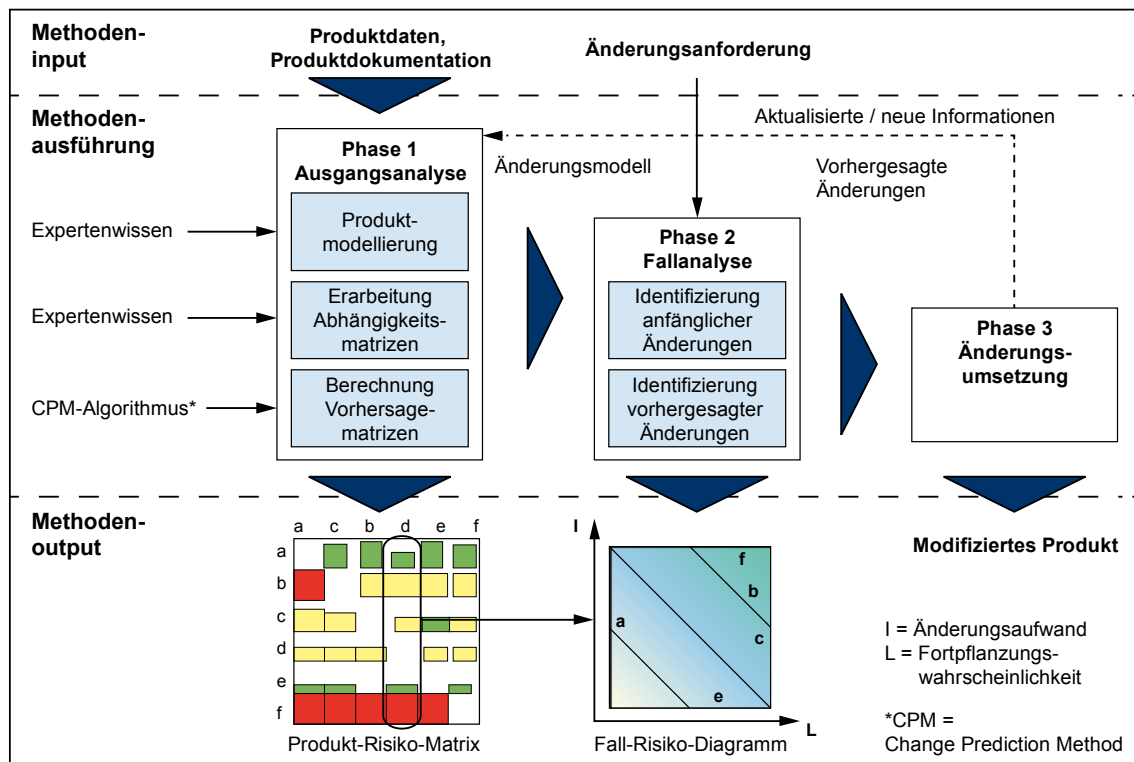 Methoden-
input
Produktdaten,
Produktdokumentation
Änderungsanforderung
Methoden-
ausführung
Aktualisierte / neue Informationen
Phase 1
Ausgangsanalyse
Änderungsmodell
Vorhergesagte
Änderungen
Expertenwissen
Produkt-
modellierung
Phase 2
Fallanalyse
Expertenwissen
Erarbeitung
Abhängigkeits-
matrizen
Identifizierung
anfänglicher
Änderungen
Phase 3
Änderungs-
umsetzung
CPM-Algorithmus*
Berechnung
Vorhersage-
matrizen
Identifizierung
vorhergesagter
Änderungen
Methoden-
output
a c b d e f
a
b
c
d
e
f
Produkt-Risiko-Matrix
I
f
b
a
c
e
L
Fall-Risiko-Diagramm
Modifiziertes Produkt
I = Änderungsaufwand
L = Fortpflanzungs-
wahrscheinlichkeit
*CPM =
Change Prediction Method